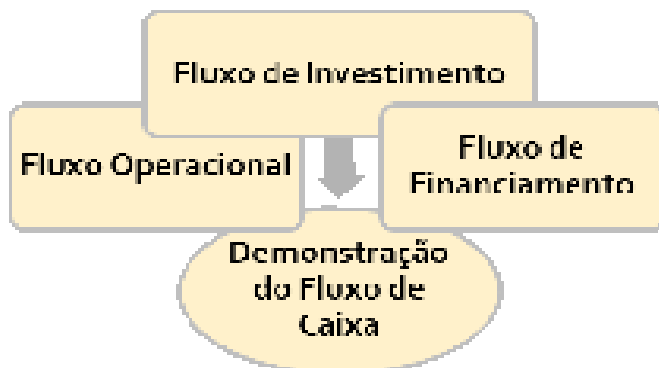 Fluxo de Investimento
Fluxo Operacional
Fluxo de
Financiamento
Demonstração
do Fluxo de
Caixa